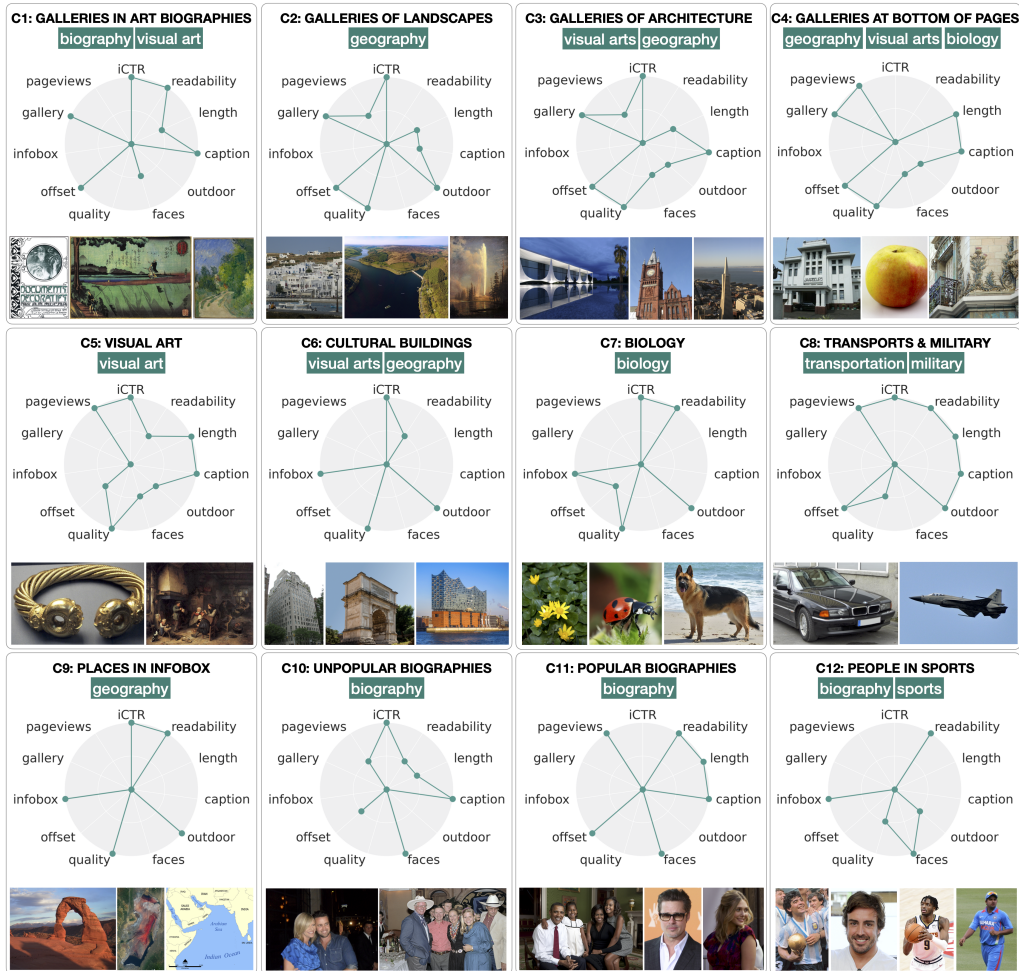 C1: GALLERIES IN ART BIOGRAPHIES
biography visual art
iCTR
pageviews readability
gallery length
infobox caption
offset outdoor
quality faces
DOCUMENTS
DECORATIFS
C2: GALLERIES OF LANDSCAPES
geography
iCTR
pageviews readability
gallery length
infobox caption
offset outdoor
quality faces
C3: GALLERIES OF ARCHITECTURE
visual arts geography
iCTR
pageviews readability
gallery length
infobox caption
offset outdoor
quality faces
C4: GALLERIES AT BOTTOM OF PAGES
geography visual arts biology
iCTR
pageviews readability
gallery length
infobox caption
offset outdoor
quality faces
C5: VISUAL ART
visual art
iCTR
pageviews readability
gallery length
infobox caption
offset outdoor
quality faces
C6: CULTURAL BUILDINGS
visual arts geography
iCTR
pageviews readability
gallery length
infobox caption
offset outdoor
quality faces
C7: BIOLOGY
biology
iCTR
pageviews readability
gallery length
infobox caption
offset outdoor
quality faces
C8: TRANSPORTS & MILITARY
transportation military
iCTR
pageviews readability
gallery length
infobox caption
offset outdoor
quality faces
C9: PLACES IN INFOBOX
geography
iCTR
pageviews readability
gallery length
infobox caption
offset outdoor
quality faces
Arabian
Sea
Indian Ocean
C10: UNPOPULAR BIOGRAPHIES
biography
iCTR
pageviews readability
gallery length
infobox caption
offset outdoor
quality faces
C11: POPULAR BIOGRAPHIES
biography
iCTR
pageviews readability
gallery length
infobox caption
offset outdoor
quality faces
C12: PEOPLE IN SPORTS
biography sports
iCTR
pageviews readability
gallery length
infobox caption
offset outdoor
quality faces
9